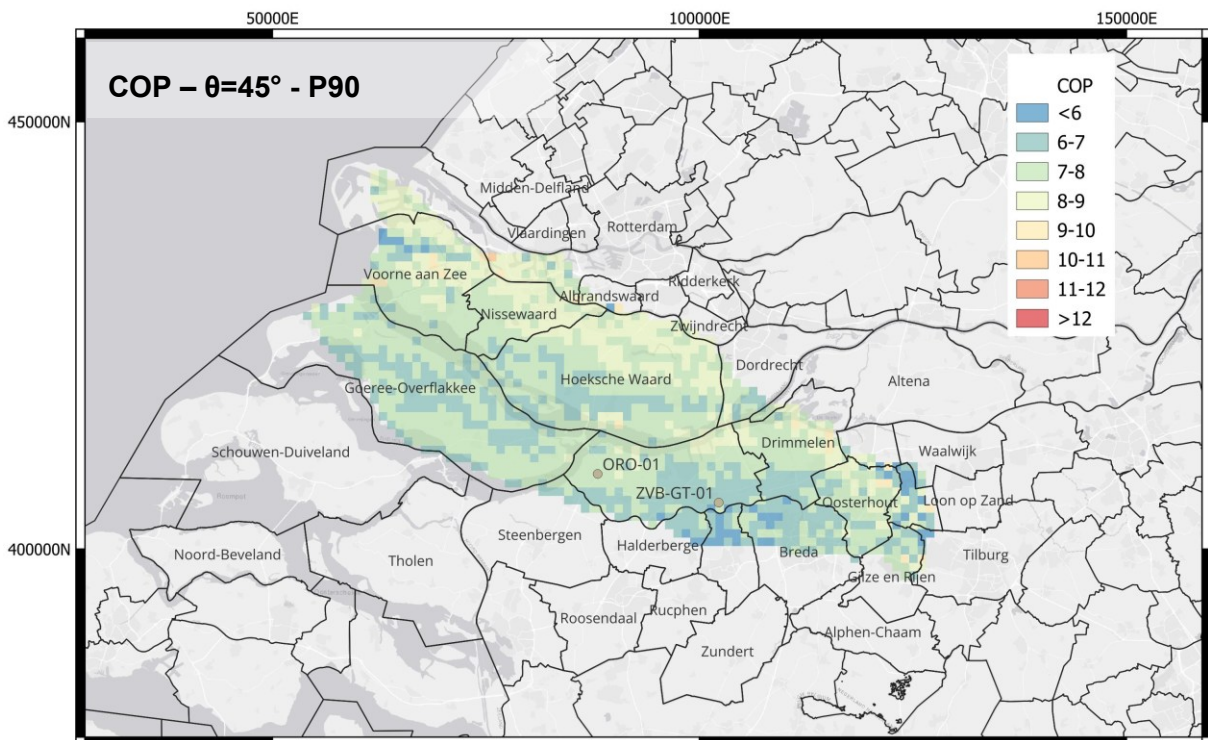 50000E
100000E
150000E
COP – θ=45° - P90
COP
<6
6-7
7-8
8-9
9-10
10-11
11-12
>12
450000N
400000N
Midden-Delfland
Vlaardingen
Rotterdam
Voorne aan Zee
Ridderkerk
Albrandswaard
Nissewaard
Zwijndrecht
Dordrecht
Hoeksche Waard
Altena
Goeree-Overflakkee
Drimmelen
Waalwijk
Schouwen-Duiveland
ORO-01
ZVB-GT-01
Oosterhout
Loon op Zand
Steenbergen
Halderberge
Breda
Tilburg
Noord-Beveland
Tholen
Gilze en Rijen
Roosendaal
Rucphen
Alphen-Chaam
Zundert